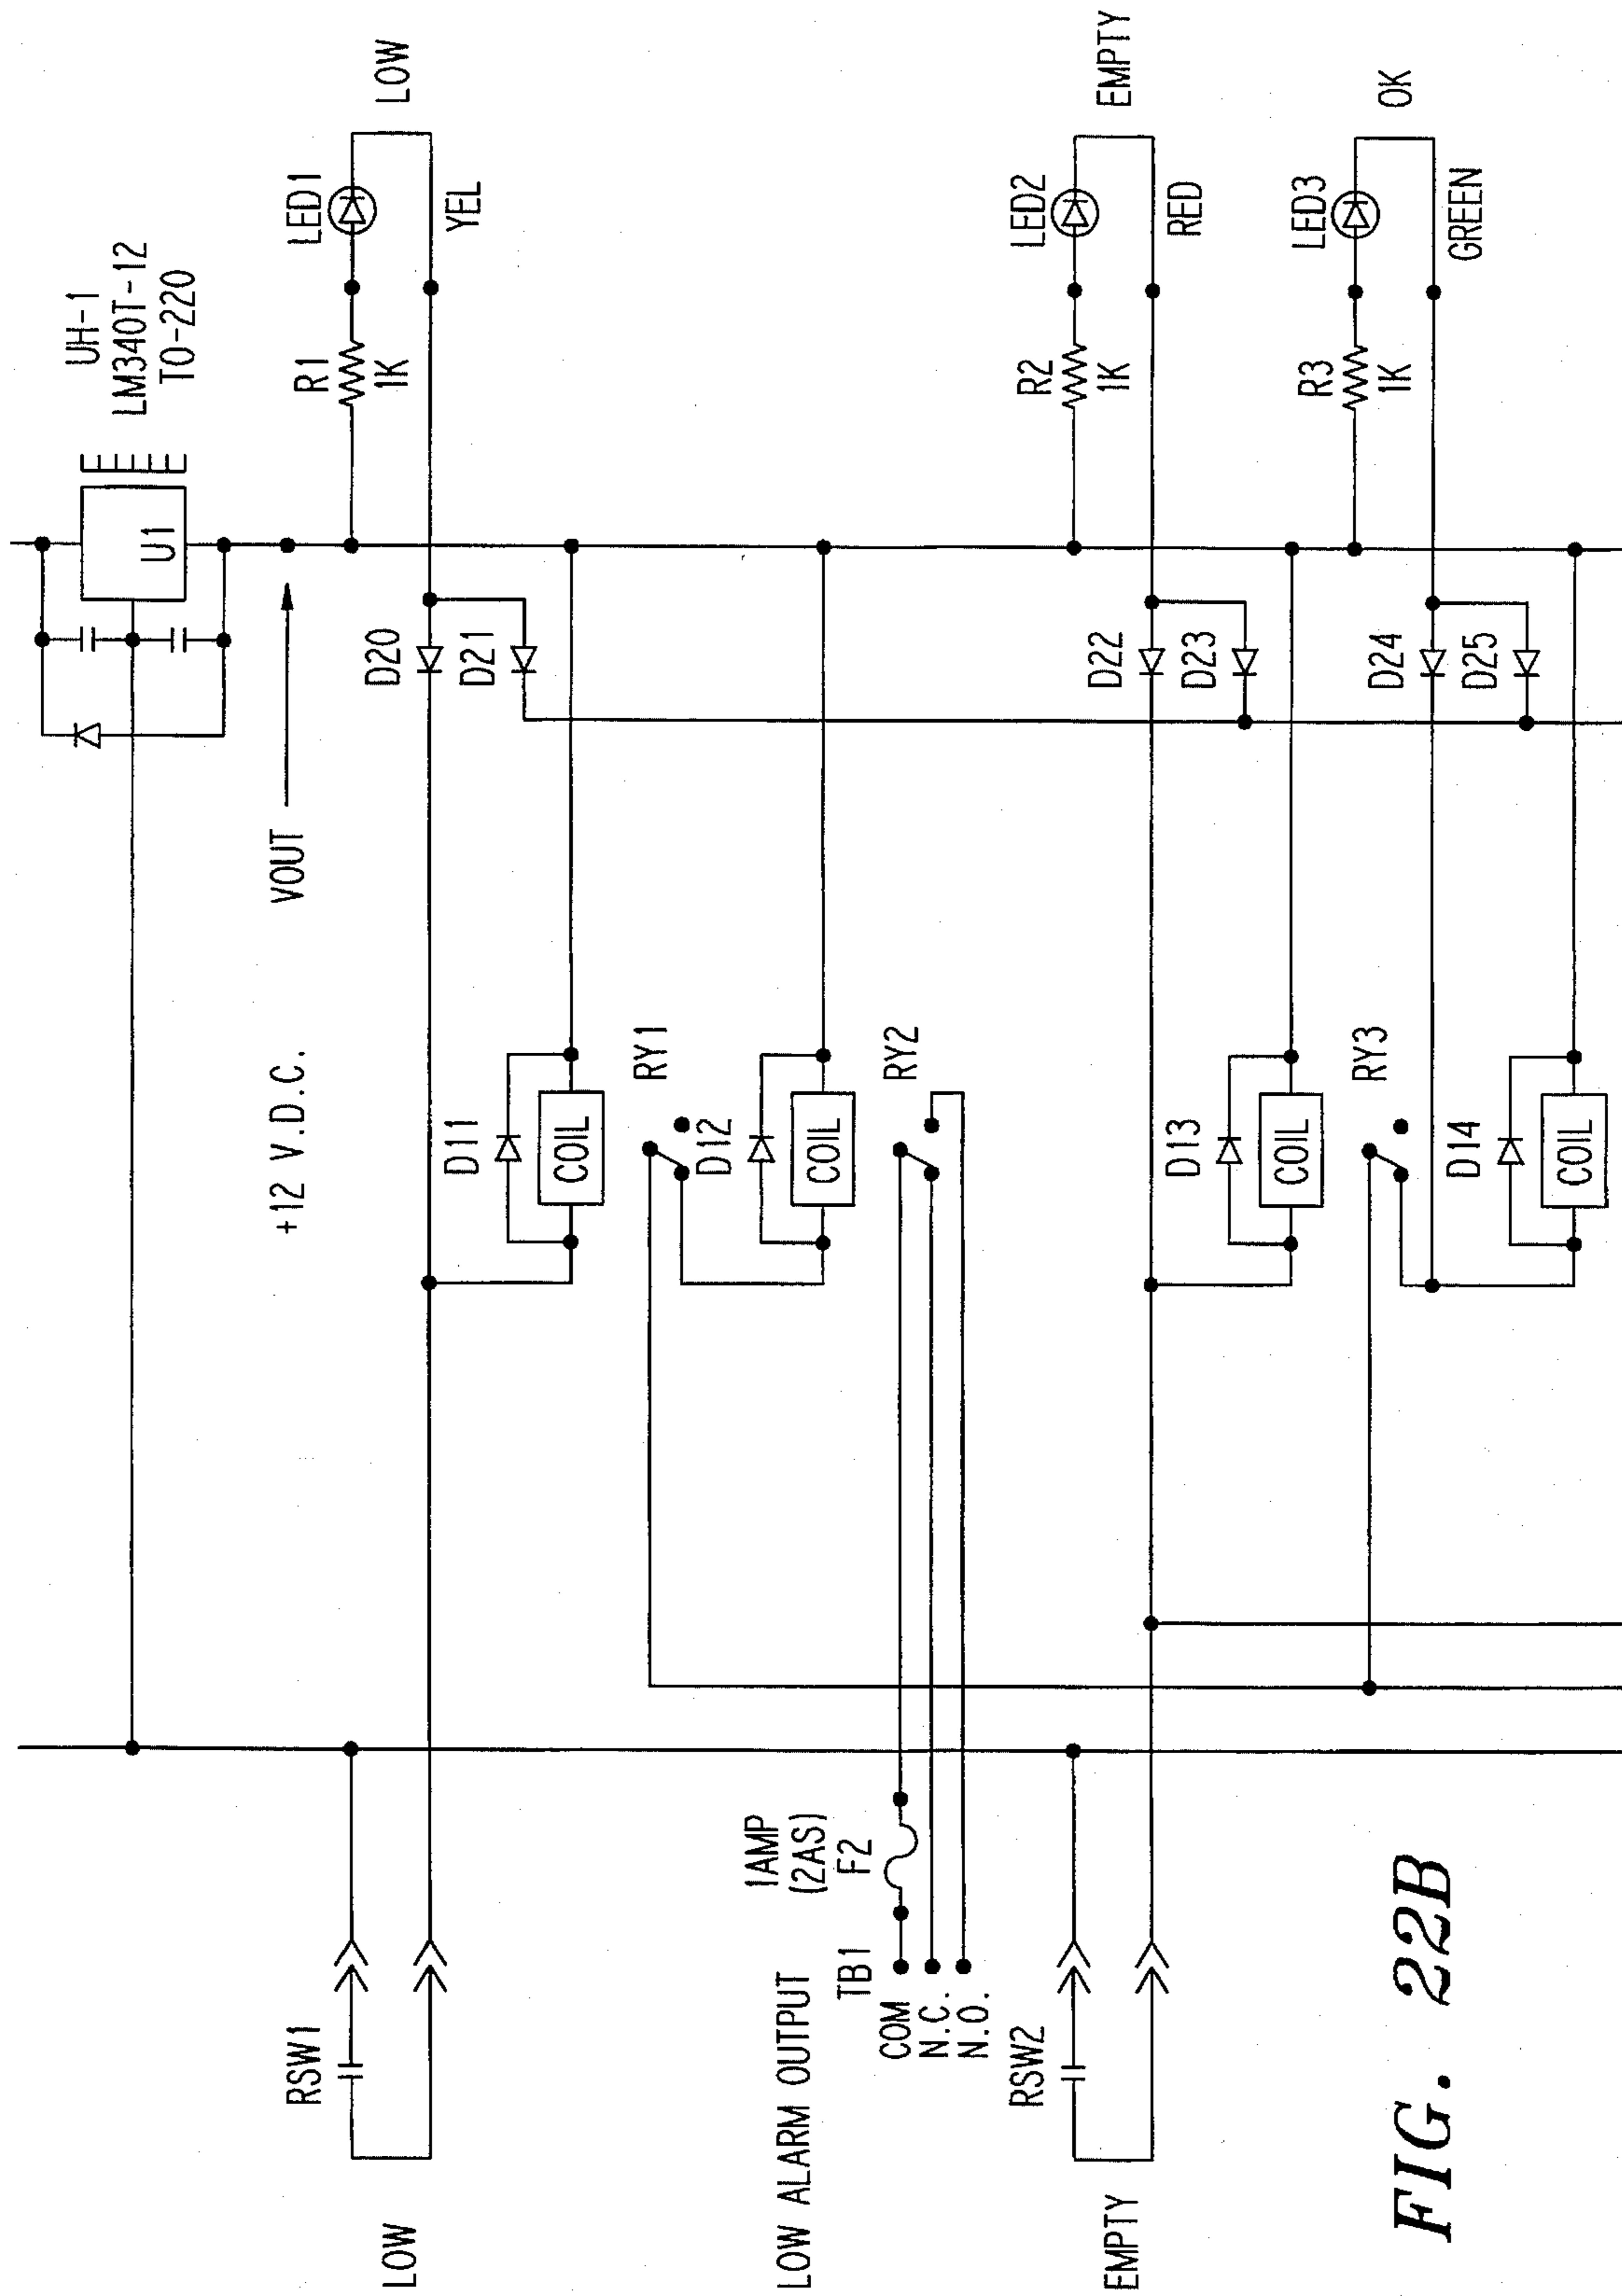 UH-1
LM340T-12
TO-220
U1
+12 V.D.C.
VOUT
RSW1
LOW
R1
1K
LED1
YEL
LOW
D20
D21
D11
COIL
RY1
D12
COIL
LOW ALARM OUTPUT
TB1
COM
N.C.
N.O.
1AMP
(2AS)
F2
RY2
RSW2
EMPTY
R2
1K
LED2
RED
EMPTY
D22
D23
D13
COIL
RY3
R3
1K
LED3
GREEN
OK
D24
D25
D14
COIL
FIG. 22B